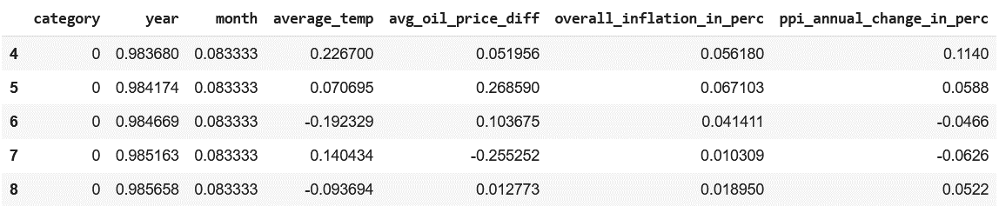 category year month average_temp avg_oil_price_diff overall_inflation_in_perc ppi_annual_change_in_perc
4 0 0.983680 0.083333 0.226700 0.051956 0.056180 0.1140
5 0 0.984174 0.083333 0.070695 0.268590 0.067103 0.0588
6 0 0.984669 0.083333 -0.192329 0.103675 0.041411 -0.0466
7 0 0.985163 0.083333 0.140434 -0.255252 0.010309 -0.0626
8 0 0.985658 0.083333 -0.093694 0.012773 0.018950 0.0522